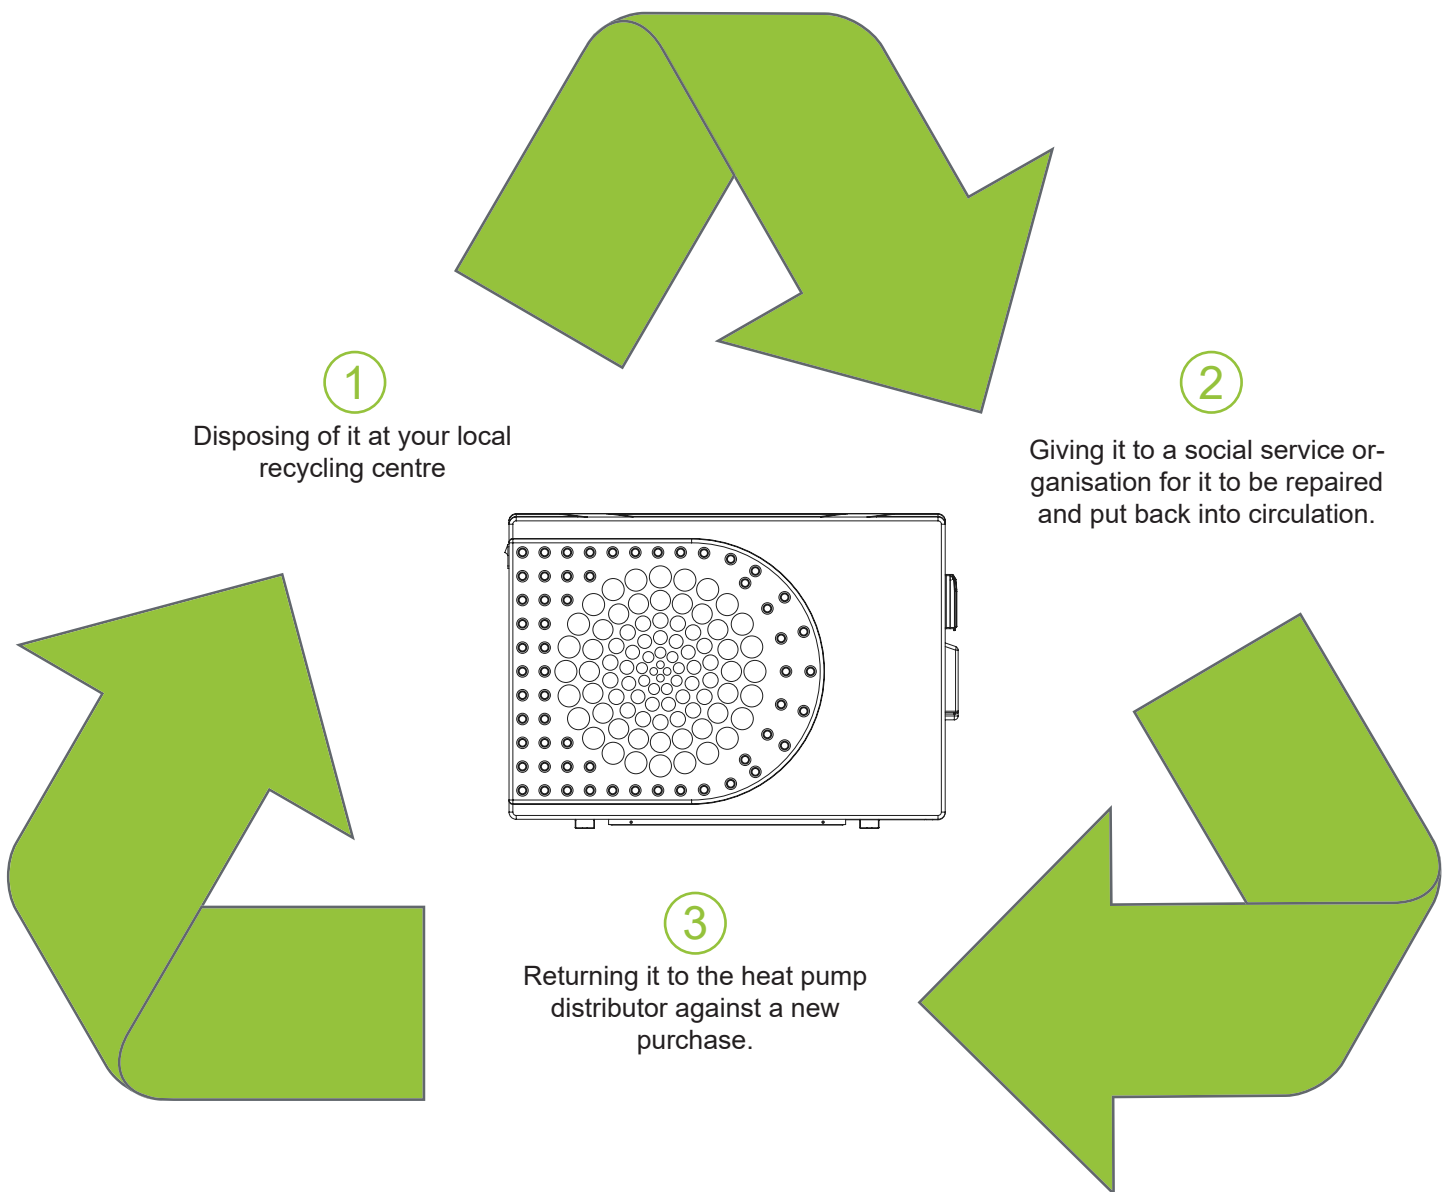 1
Disposing of it at your local
recycling centre
2
Giving it to a social service or-
ganisation for it to be repaired
and put back into circulation.
3
Returning it to the heat pump
distributor against a new
purchase.